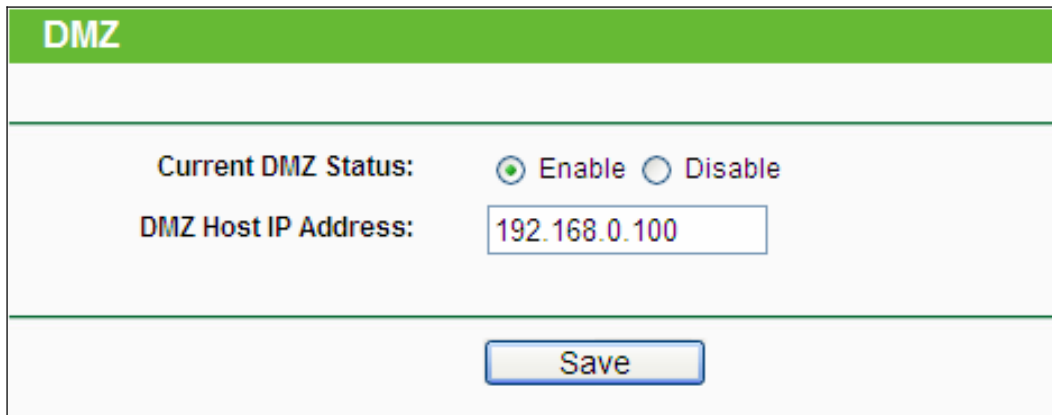 DMZ
Current DMZ Status: Enable Disable
DMZ Host IP Address: 192.168.0.100
Save